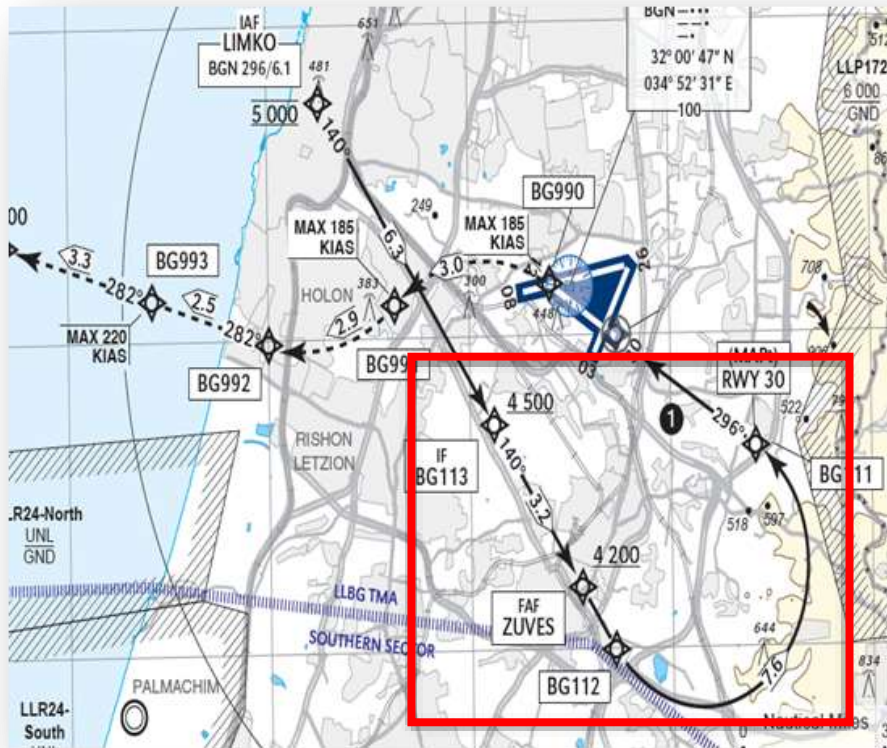 IAF
LIMKO
BGN 296/6.1
651
481
5 000
140°
BGN
32° 00' 47" N
034° 52' 31" E
100
LLP172
6 000
GND
BG990
249
MAX 185
KIAS
MAX 185
KIAS
6.3
3.0
26
08
03
300
383
448
708
HOLON
00
3.3
BG993
282°
2.5
282°
MAX 220
KIAS
2.9
BG992
(MAPt)
RWY 30
4 500
296°
1
522
BG111
IF
BG113
140°
3.2
RISHON
LETZION
518
597
LR24-North
UNL
GND
4 200
FAF
ZUVES
LLBG TMA
SOUTHERN SECTOR
644
834
BG112
7.6
PALMACHIM
LLR24-
South
0
Nautical Miles